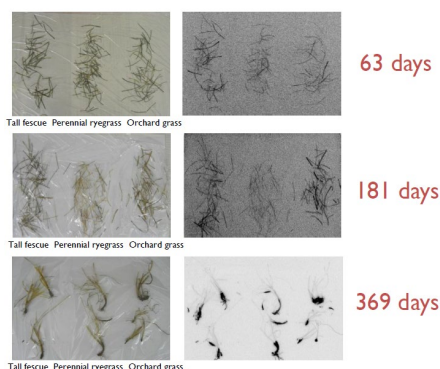 63 days
Tall fescue Perennial ryegrass Orchard grass
181 days
Tall fescue Perennial ryegrass Orchard grass
369 days
Tall fescue Perennial ryegrass Orchard grass